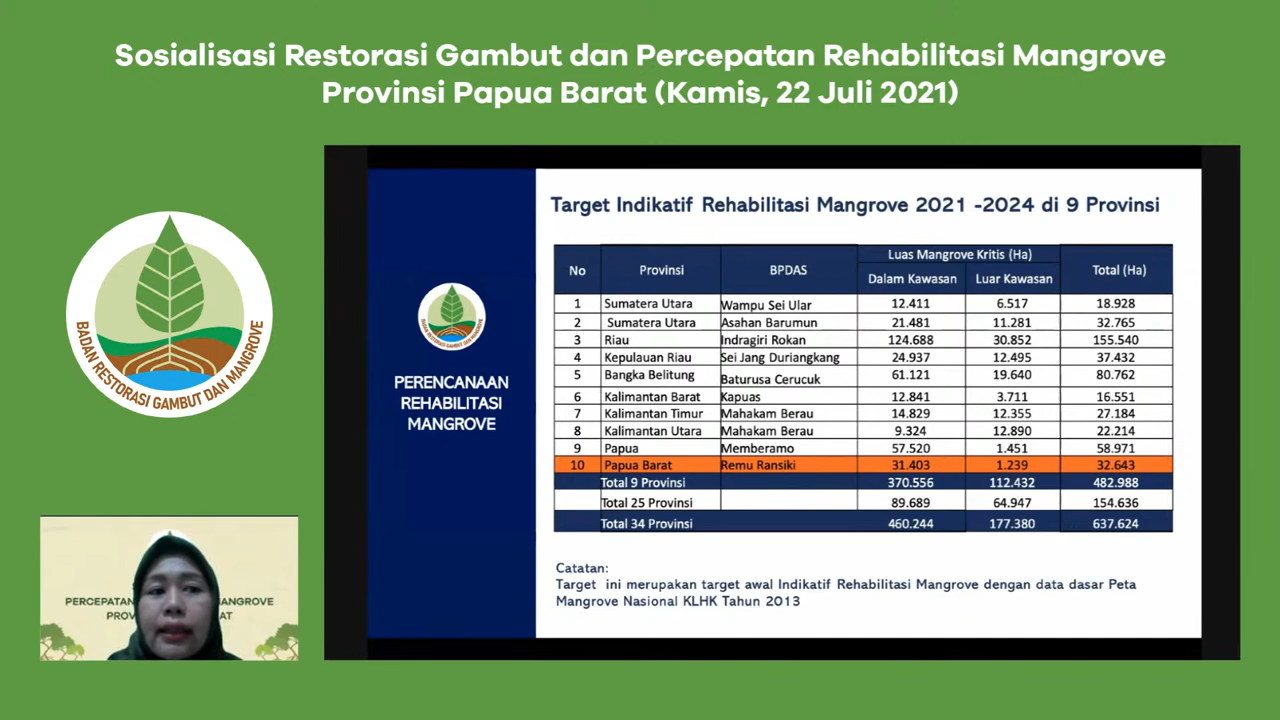 Sosialisasi Restorasi Gambut dan Percepatan Rehabilitasi Mangrove
Provinsi Papua Barat (Kamis, 22 Juli 2021)
BADAN RESTORASI GAMBUT DAN MANGROVE
BADAN RESTORASI GAMBUT DAN MANGROVE
PERENCANAAN
REHABILITASI
MANGROVE
Target Indikatif Rehabilitasi Mangrove 2021 -2024 di 9 Provinsi
No Provinsi BPDAS Luas Mangrove Kritis (Ha) Total (Ha)
Dalam Kawasan Luar Kawasan
1 Sumatera Utara Wampu Sei Ular 12.411 6.517 18.928
2 Sumatera Utara Asahan Barumun 21.481 11.281 32.765
3 Riau Indragiri Rokan 124.688 30.852 155.540
4 Kepulauan Riau Sei Jang Duriangkang 24.937 12.495 37.432
5 Bangka Belitung Baturusa Cerucuk 61.121 19.640 80.762
6 Kalimantan Barat Kapuas 12.841 3.711 16.551
7 Kalimantan Timur Mahakam Berau 14.829 12.355 27.184
8 Kalimantan Utara Mahakam Berau 9.324 12.890 22.214
9 Papua Memberamo 57.520 1.451 58.971
10 Papua Barat Remu Ransiki 31.403 1.239 32.643
Total 9 Provinsi 370.556 112.432 482.988
Total 25 Provinsi 89.689 64.947 154.636
Total 34 Provinsi 460.244 177.380 637.624
Catatan:
Target ini merupakan target awal Indikatif Rehabilitasi Mangrove dengan data dasar Peta
Mangrove Nasional KLHK Tahun 2013
PERCEPATAN MANGROVE